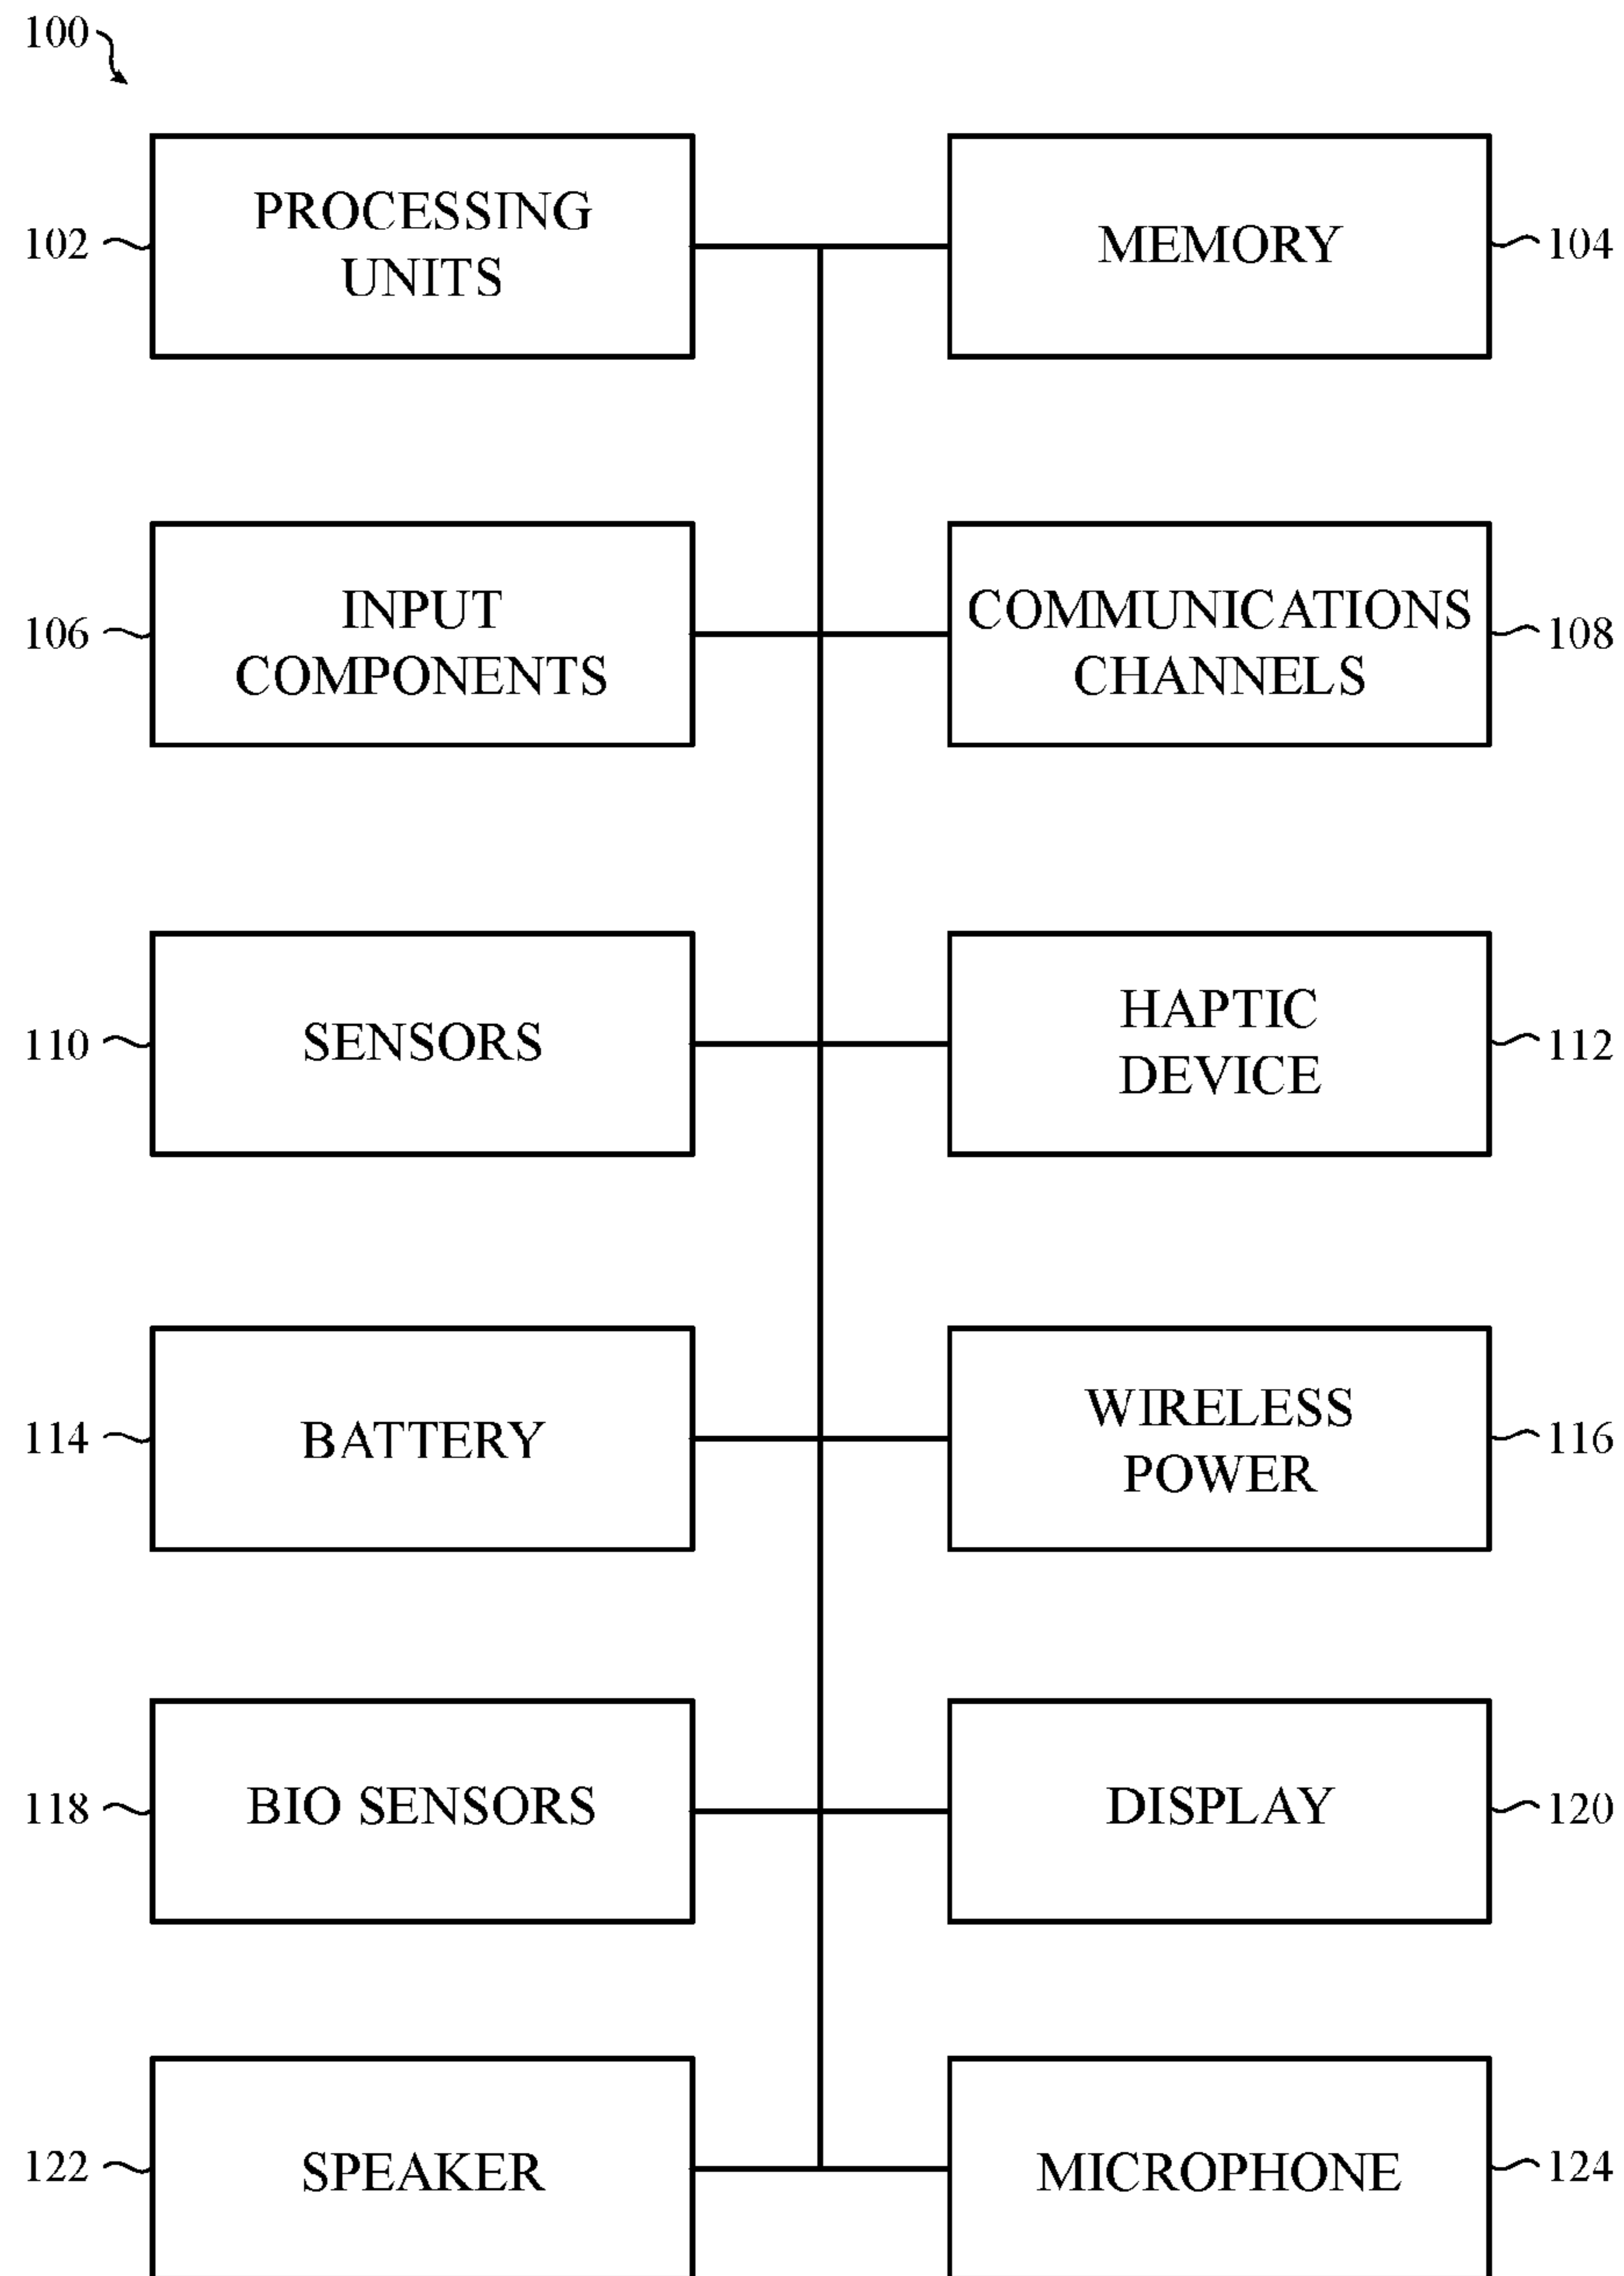 100
PROCESSING
UNITS
102
MEMORY
104
INPUT
COMPONENTS
106
COMMUNICATIONS
CHANNELS
108
SENSORS
110
HAPTIC
DEVICE
112
BATTERY
114
WIRELESS
POWER
116
BIO SENSORS
118
DISPLAY
120
SPEAKER
122
MICROPHONE
124